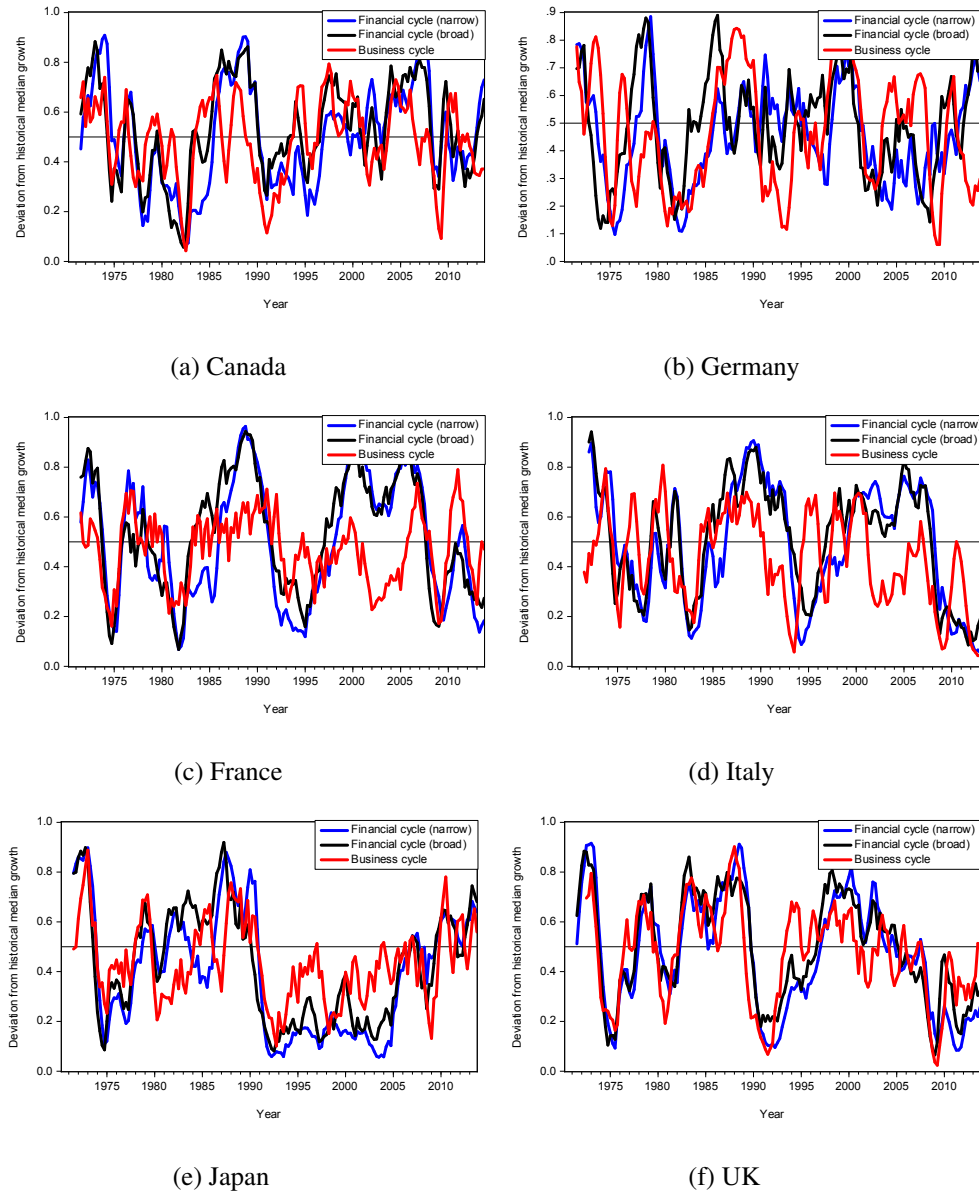 1.0
0.8
0.6
0.4
0.2
0.0
Deviation from historical median growth
Financial cycle (narrow)
Financial cycle (broad)
Business cycle
1975 1980 1985 1990 1995 2000 2005 2010
Year
(a) Canada
.9
.8
.7
.6
.5
.4
.3
.2
.1
.0
Deviation from historical median growth
Financial cycle (narrow)
Financial cycle (broad)
Business cycle
1975 1980 1985 1990 1995 2000 2005 2010
Year
(b) Germany
1.0
0.8
0.6
0.4
0.2
0.0
Deviation from historical median growth
Financial cycle (narrow)
Financial cycle (broad)
Business cycle
1975 1980 1985 1990 1995 2000 2005 2010
Year
(c) France
1.0
0.8
0.6
0.4
0.2
0.0
Deviation from historical median growth
Financial cycle (narrow)
Financial cycle (broad)
Business cycle
1975 1980 1985 1990 1995 2000 2005 2010
Year
(d) Italy
1.0
0.8
0.6
0.4
0.2
0.0
Deviation from historical median growth
Financial cycle (narrow)
Financial cycle (broad)
Business cycle
1975 1980 1985 1990 1995 2000 2005 2010
Year
(e) Japan
1.0
0.8
0.6
0.4
0.2
0.0
Deviation from historical median growth
Financial cycle (narrow)
Financial cycle (broad)
Business cycle
1975 1980 1985 1990 1995 2000 2005 2010
Year
(f) UK